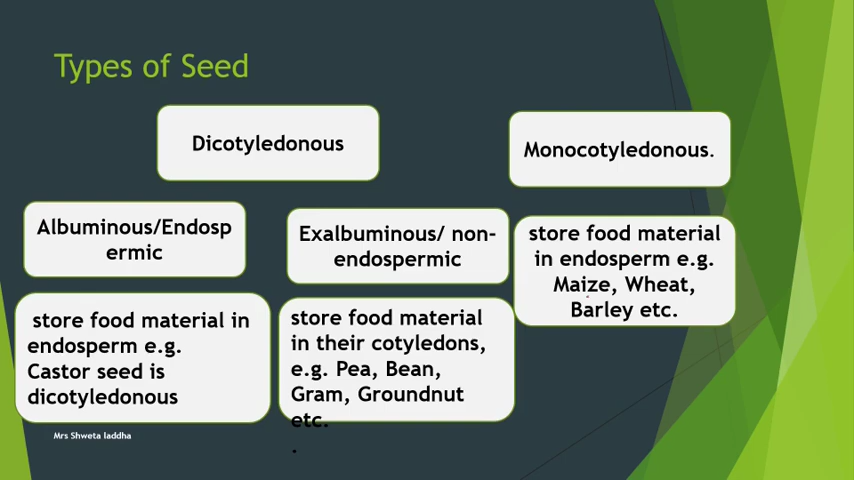 Types of Seed
Dicotyledonous
Monocotyledonous.
Albuminous/Endosp
ermic
Exalbuminous/ non-
endospermic
store food material
in endosperm e.g.
Maize, Wheat,
Barley etc.
store food material in
endosperm e.g.
Castor seed is
dicotyledonous
store food material
in their cotyledons,
e.g. Pea, Bean,
Gram, Groundnut
etc.
.
Mrs Shweta laddha